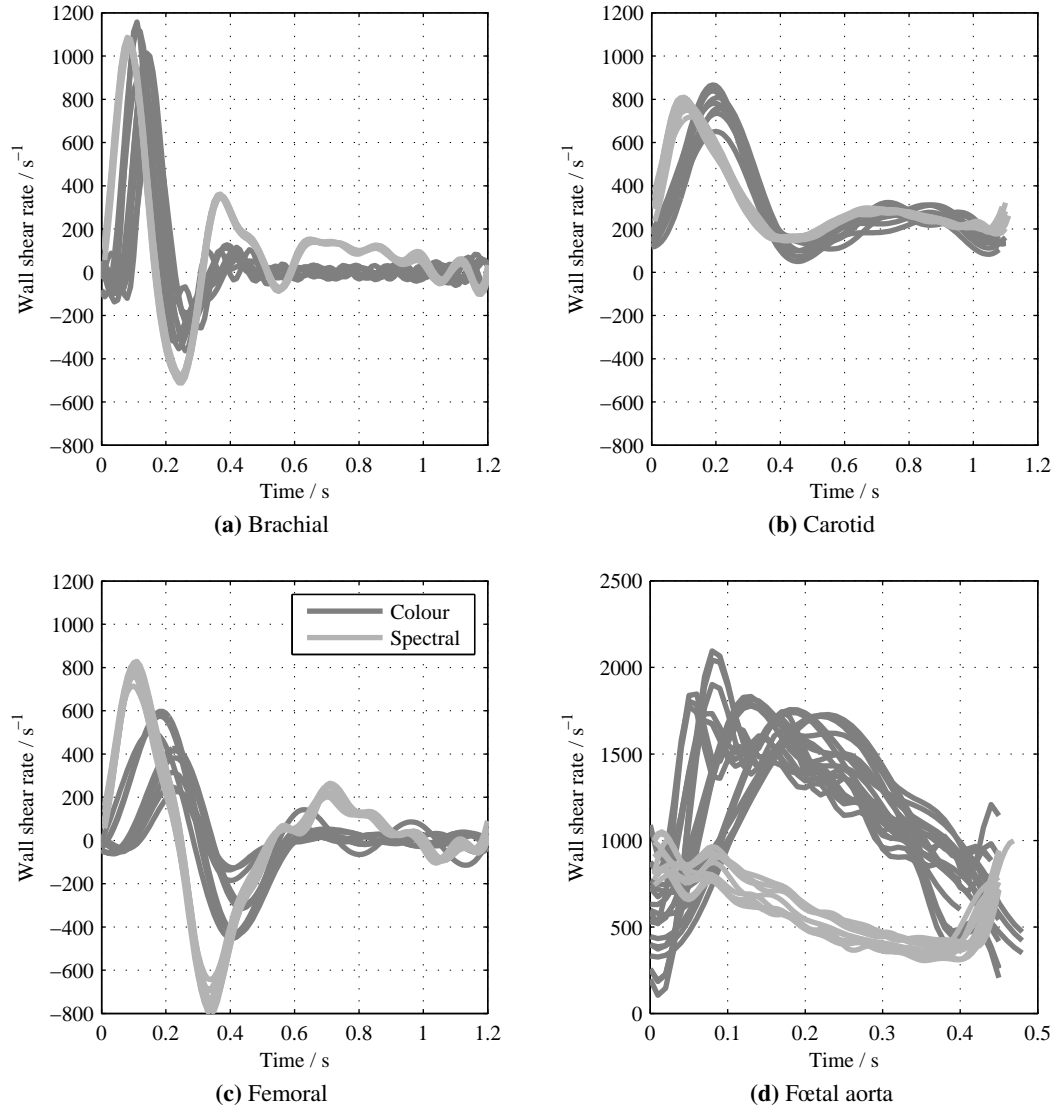 1200
1000
800
600
400
200
0
−200
−400
−600
−800
0 0.2 0.4 0.6 0.8 1 1.2
Wall shear rate / s⁻¹
Time / s
(a) Brachial
1200
1000
800
600
400
200
0
−200
−400
−600
−800
0 0.2 0.4 0.6 0.8 1 1.2
Wall shear rate / s⁻¹
Time / s
(b) Carotid
1200
1000
800
600
400
200
0
−200
−400
−600
−800
0 0.2 0.4 0.6 0.8 1 1.2
Wall shear rate / s⁻¹
Time / s
Colour
Spectral
(c) Femoral
2500
2000
1500
1000
500
0
0 0.1 0.2 0.3 0.4 0.5
Wall shear rate / s⁻¹
Time / s
(d) Fœtal aorta